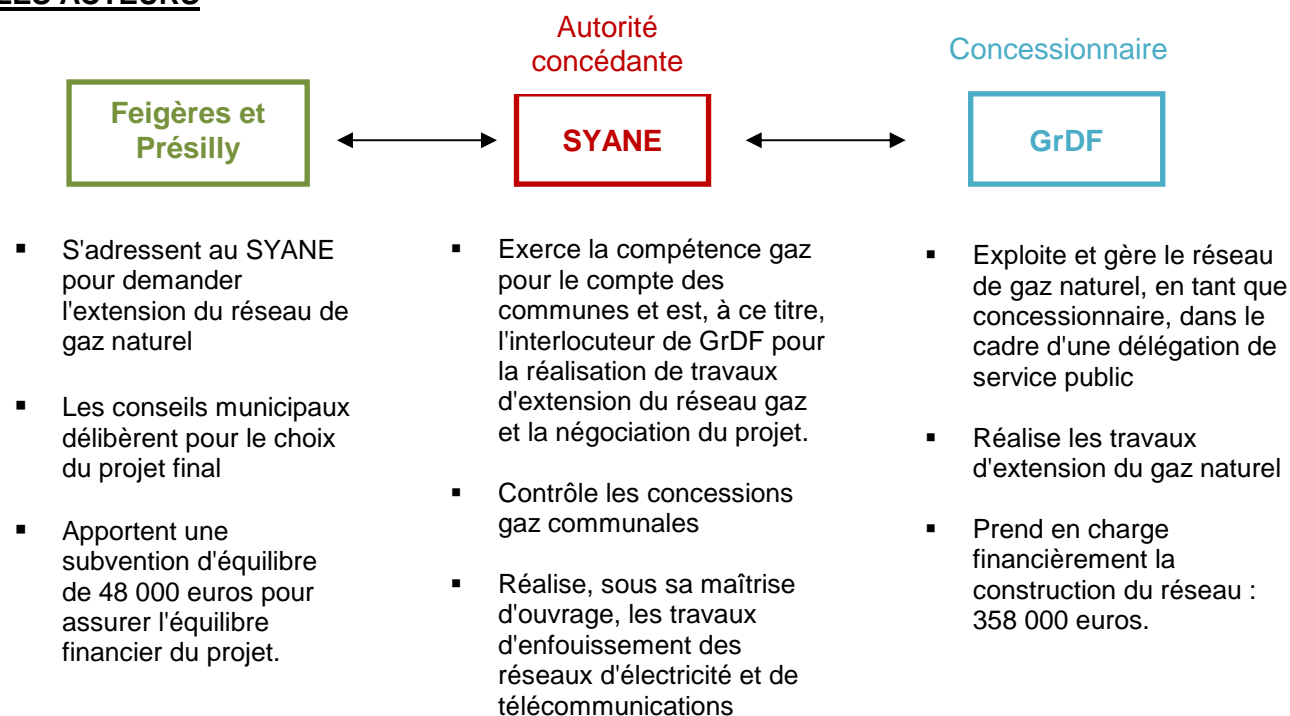 LES ACTEURS
Autorité
concédante
Concessionnaire
Feigères et
Présilly
SYANE
GrDF
▪ S'adressent au SYANE
pour demander
l'extension du réseau de
gaz naturel
▪ Les conseils municipaux
délibèrent pour le choix
du projet final
▪ Apportent une
subvention d'équilibre
de 48 000 euros pour
assurer l'équilibre
financier du projet.
▪ Exerce la compétence gaz
pour le compte des
communes et est, à ce titre,
l'interlocuteur de GrDF pour
la réalisation de travaux
d'extension du réseau gaz
et la négociation du projet.
▪ Contrôle les concessions
gaz communales
▪ Réalise, sous sa maîtrise
d'ouvrage, les travaux
d'enfouissement des
réseaux d'électricité et de
télécommunications
▪ Exploite et gère le réseau
de gaz naturel, en tant que
concessionnaire, dans le
cadre d'une délégation de
service public
▪ Réalise les travaux
d'extension du gaz naturel
▪ Prend en charge
financièrement la
construction du réseau :
358 000 euros.